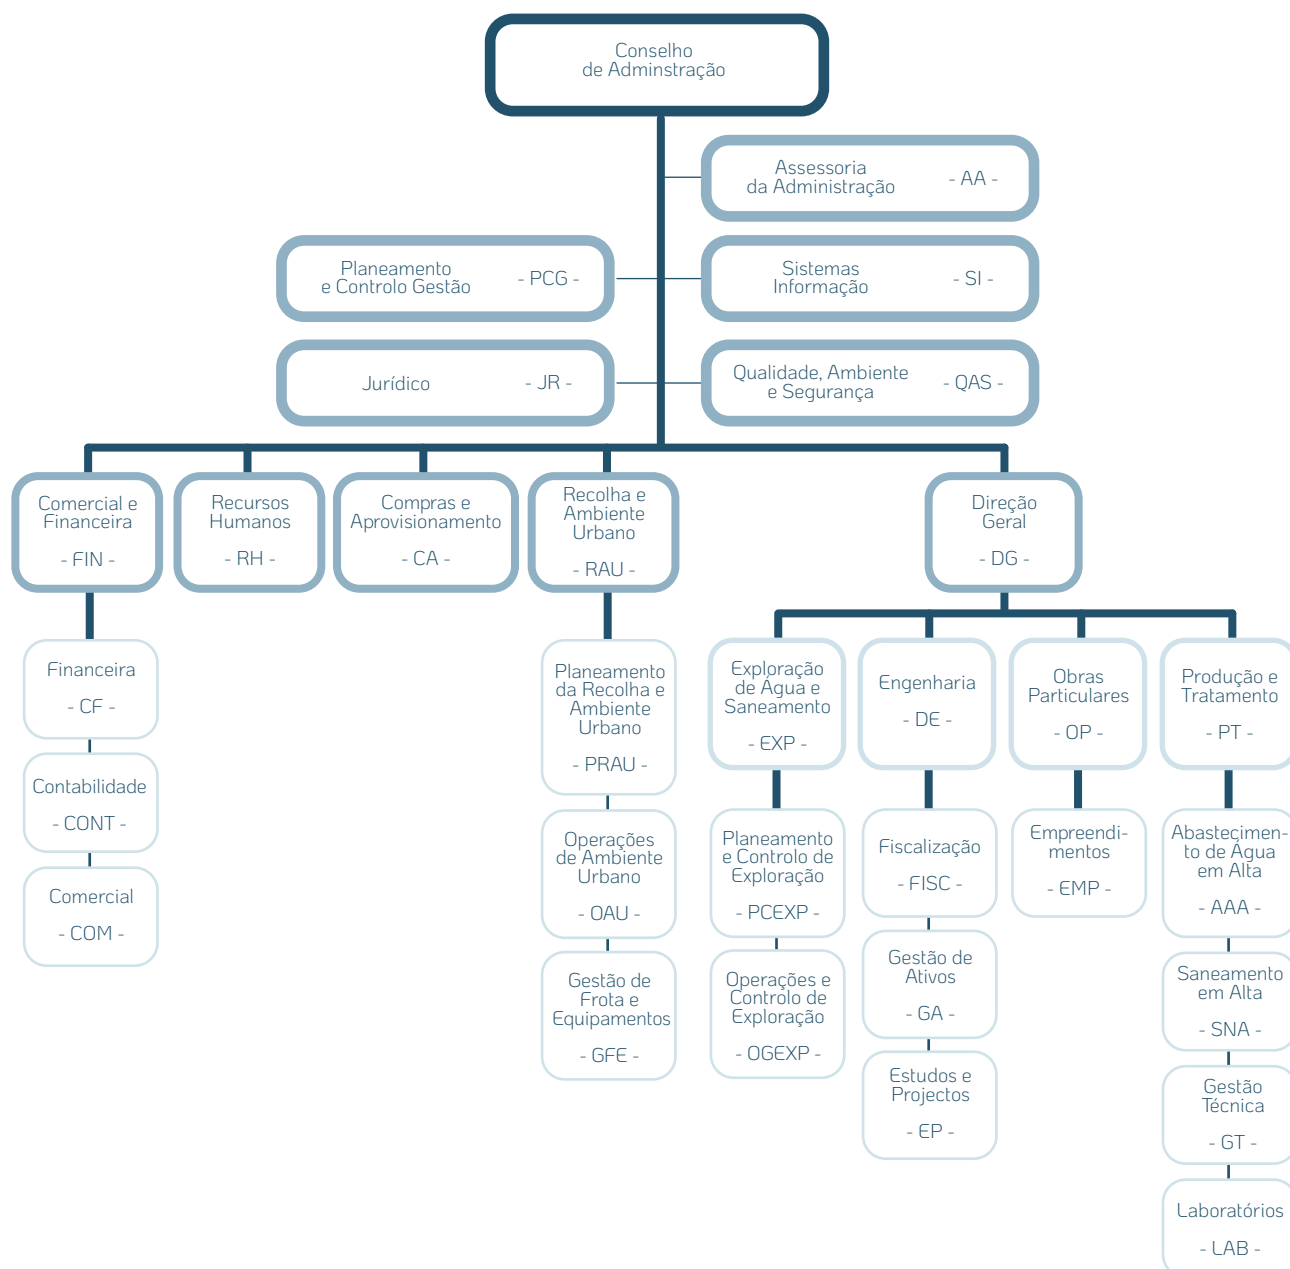 Conselho
de Adminstração
Assessoria
da Administração
- AA -
Planeamento
e Controlo Gestão
- PCG -
Sistemas
Informação
- SI -
Jurídico
- JR -
Qualidade, Ambiente
e Segurança
- QAS -
Comercial e
Financeira
- FIN -
Recursos
Humanos
- RH -
Compras e
Aprovisionamento
- CA -
Recolha e
Ambiente
Urbano
- RAU -
Direção
Geral
- DG -
Financeira
- CF -
Contabilidade
- CONT -
Comercial
- COM -
Planeamento
da Recolha e
Ambiente
Urbano
- PRAU -
Operações
de Ambiente
Urbano
- OAU -
Gestão de
Frota e
Equipamentos
- GFE -
Exploração
de Água e
Saneamento
- EXP -
Planeamento
e Controlo de
Exploração
- PCEXP -
Operações e
Controlo de
Exploração
- OGEXP -
Engenharia
- DE -
Fiscalização
- FISC -
Gestão de
Ativos
- GA -
Estudos e
Projectos
- EP -
Obras
Particulares
- OP -
Empreendi-
mentos
- EMP -
Produção e
Tratamento
- PT -
Abastecimen-
to de Água
em Alta
- AAA -
Saneamento
em Alta
- SNA -
Gestão
Técnica
- GT -
Laboratórios
- LAB -